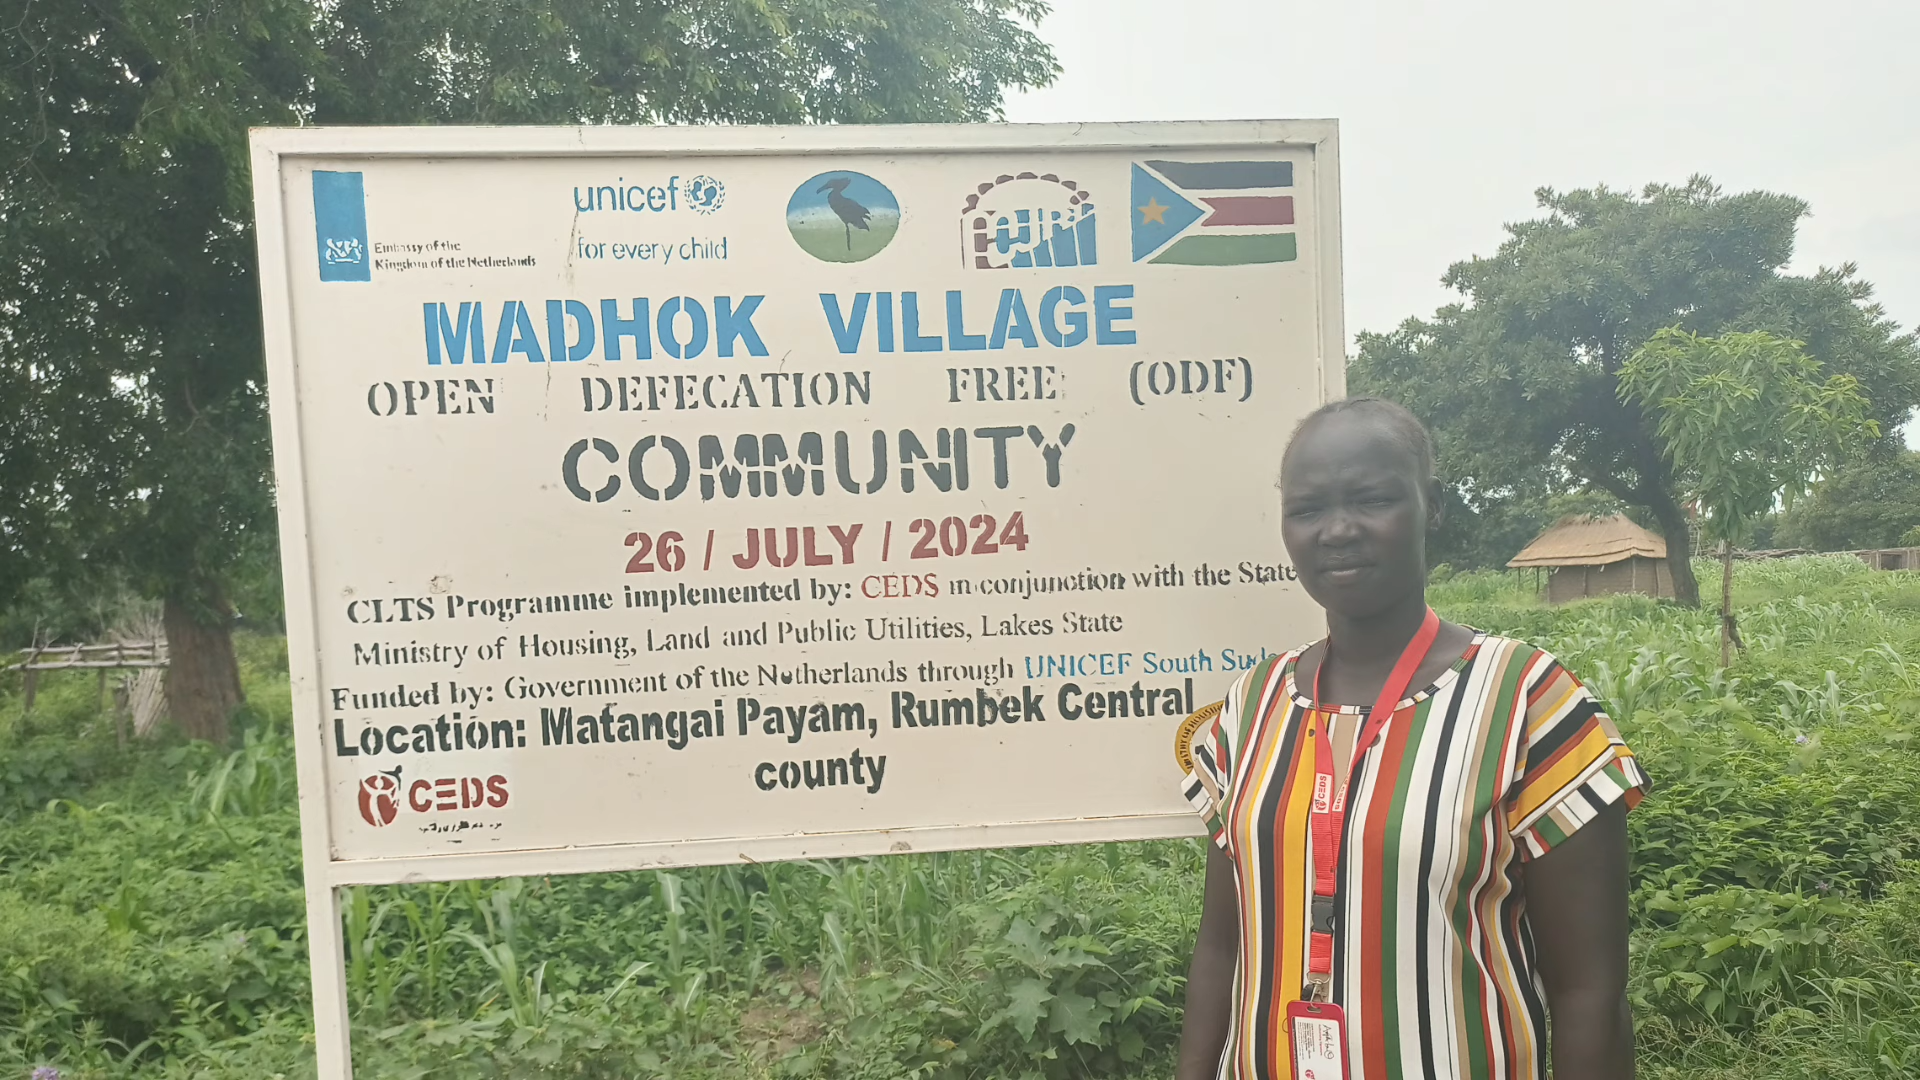 Embassy of the
Kingdom of the Netherlands
unicef
for every child
MADHOK VILLAGE
OPEN DEFECATION FREE (ODF)
COMMUNITY
26 / JULY / 2024
CLTS Programme implemented by: CEDS in conjunction with the State
Ministry of Housing, Land and Public Utilities, Lakes State
Funded by: Government of the Netherlands through UNICEF South
Location: Matangai Payam, Rumbek Central
county
CEDS
CEDS